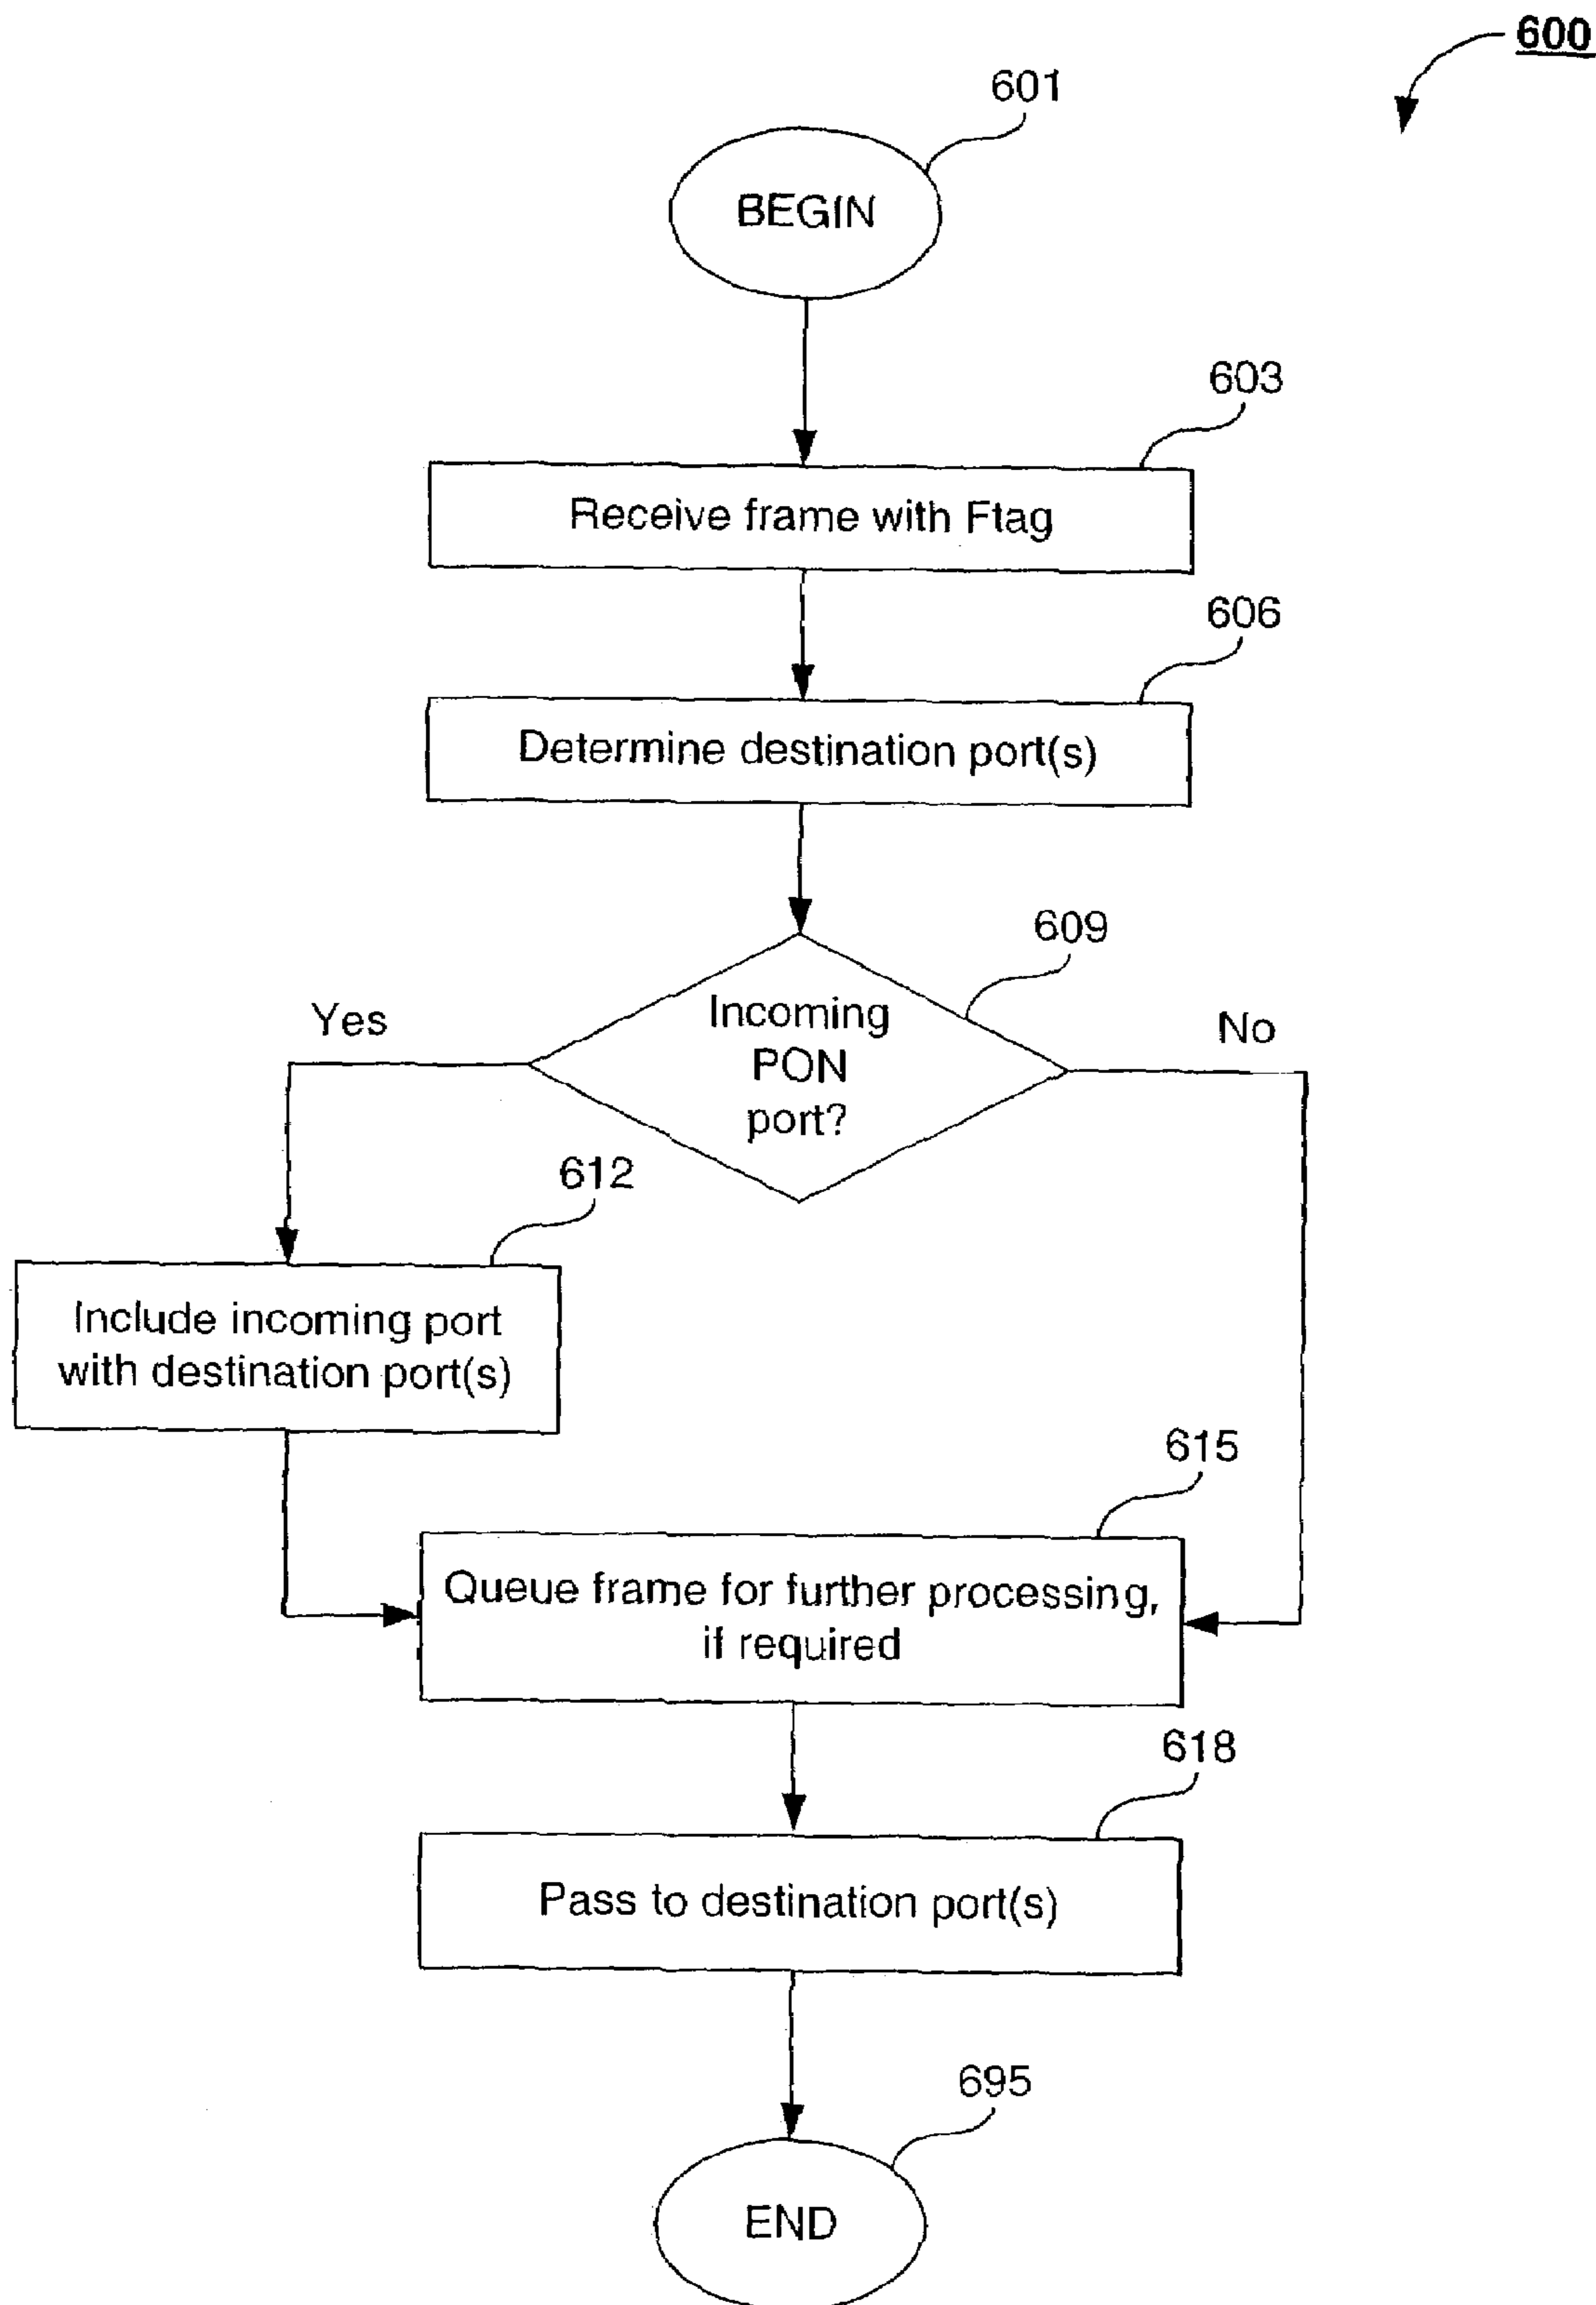 600
601
BEGIN
603
Receive frame with Ftag
606
Determine destination port(s)
609
Incoming
PON
port?
Yes
No
612
Include incoming port
with destination port(s)
615
Queue frame for further processing,
if required
618
Pass to destination port(s)
695
END